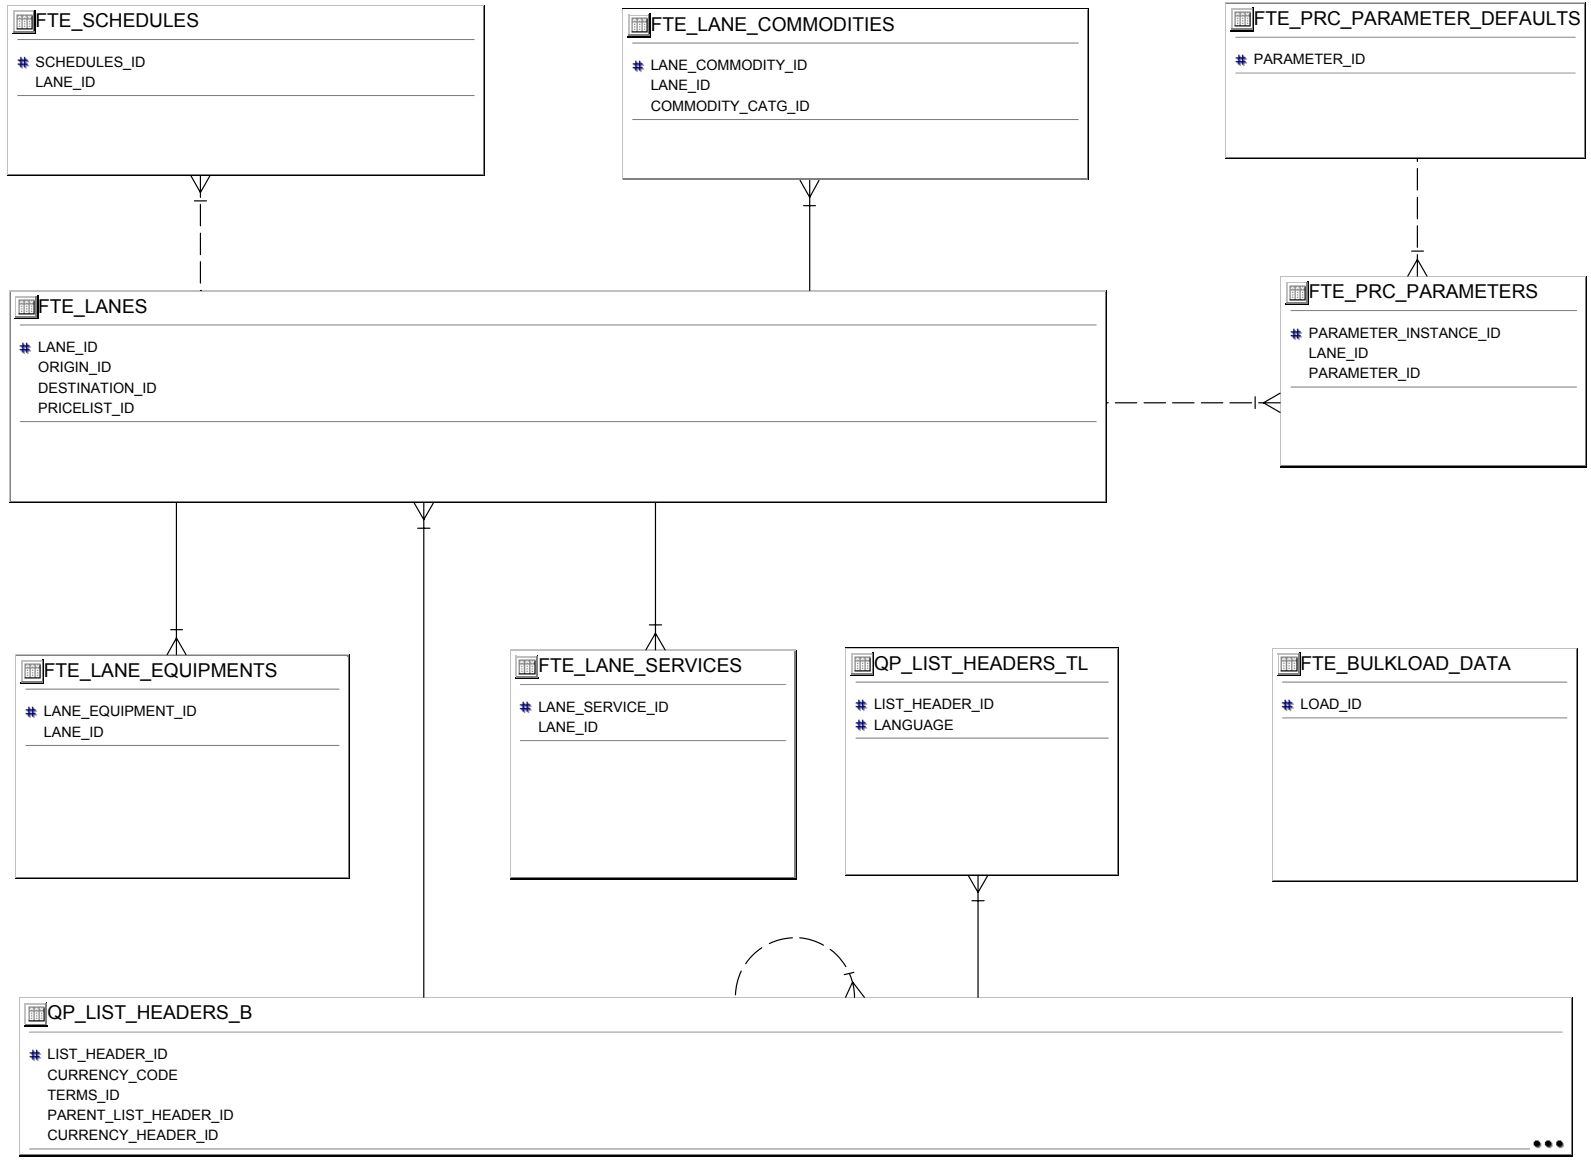 FTE_SCHEDULES
# SCHEDULES_ID
LANE_ID
FTE_LANE_COMMODITIES
# LANE_COMMODITY_ID
LANE_ID
COMMODITY_CATG_ID
FTE_PRC_PARAMETER_DEFAULTS
# PARAMETER_ID
FTE_LANES
# LANE_ID
ORIGIN_ID
DESTINATION_ID
PRICELIST_ID
FTE_PRC_PARAMETERS
# PARAMETER_INSTANCE_ID
LANE_ID
PARAMETER_ID
FTE_LANE_EQUIPMENTS
# LANE_EQUIPMENT_ID
LANE_ID
FTE_LANE_SERVICES
# LANE_SERVICE_ID
LANE_ID
QP_LIST_HEADERS_TL
# LIST_HEADER_ID
# LANGUAGE
FTE_BULKLOAD_DATA
# LOAD_ID
QP_LIST_HEADERS_B
# LIST_HEADER_ID
CURRENCY_CODE
TERMS_ID
PARENT_LIST_HEADER_ID
CURRENCY_HEADER_ID